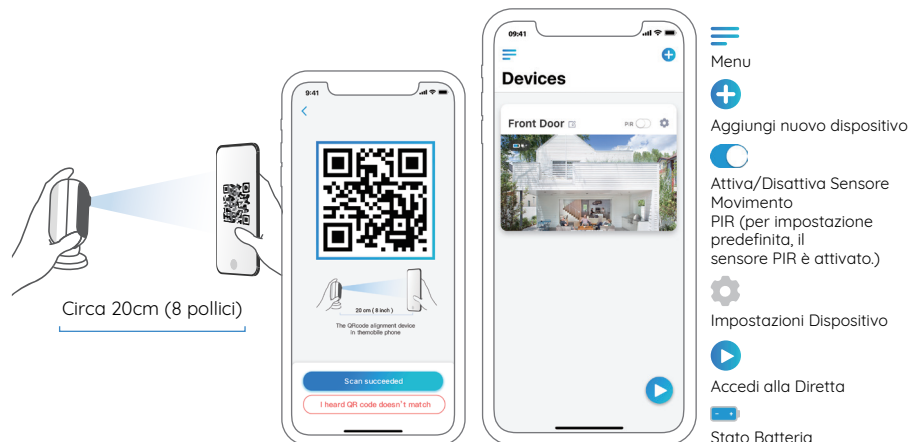 Circa 20cm (8 pollici)
9:41
20 cm ( 8 inch )
The QRcode alignment device
in themobile phone
Scan succeeded
I heard QR code doesn't match
09:41
Devices
Front Door
PIR
Menu
Aggiungi nuovo dispositivo
Attiva/Disattiva Sensore
Movimento
PIR (per impostazione
predefinita, il
sensore PIR è attivato.)
Impostazioni Dispositivo
Accedi alla Diretta
Stato Batteria